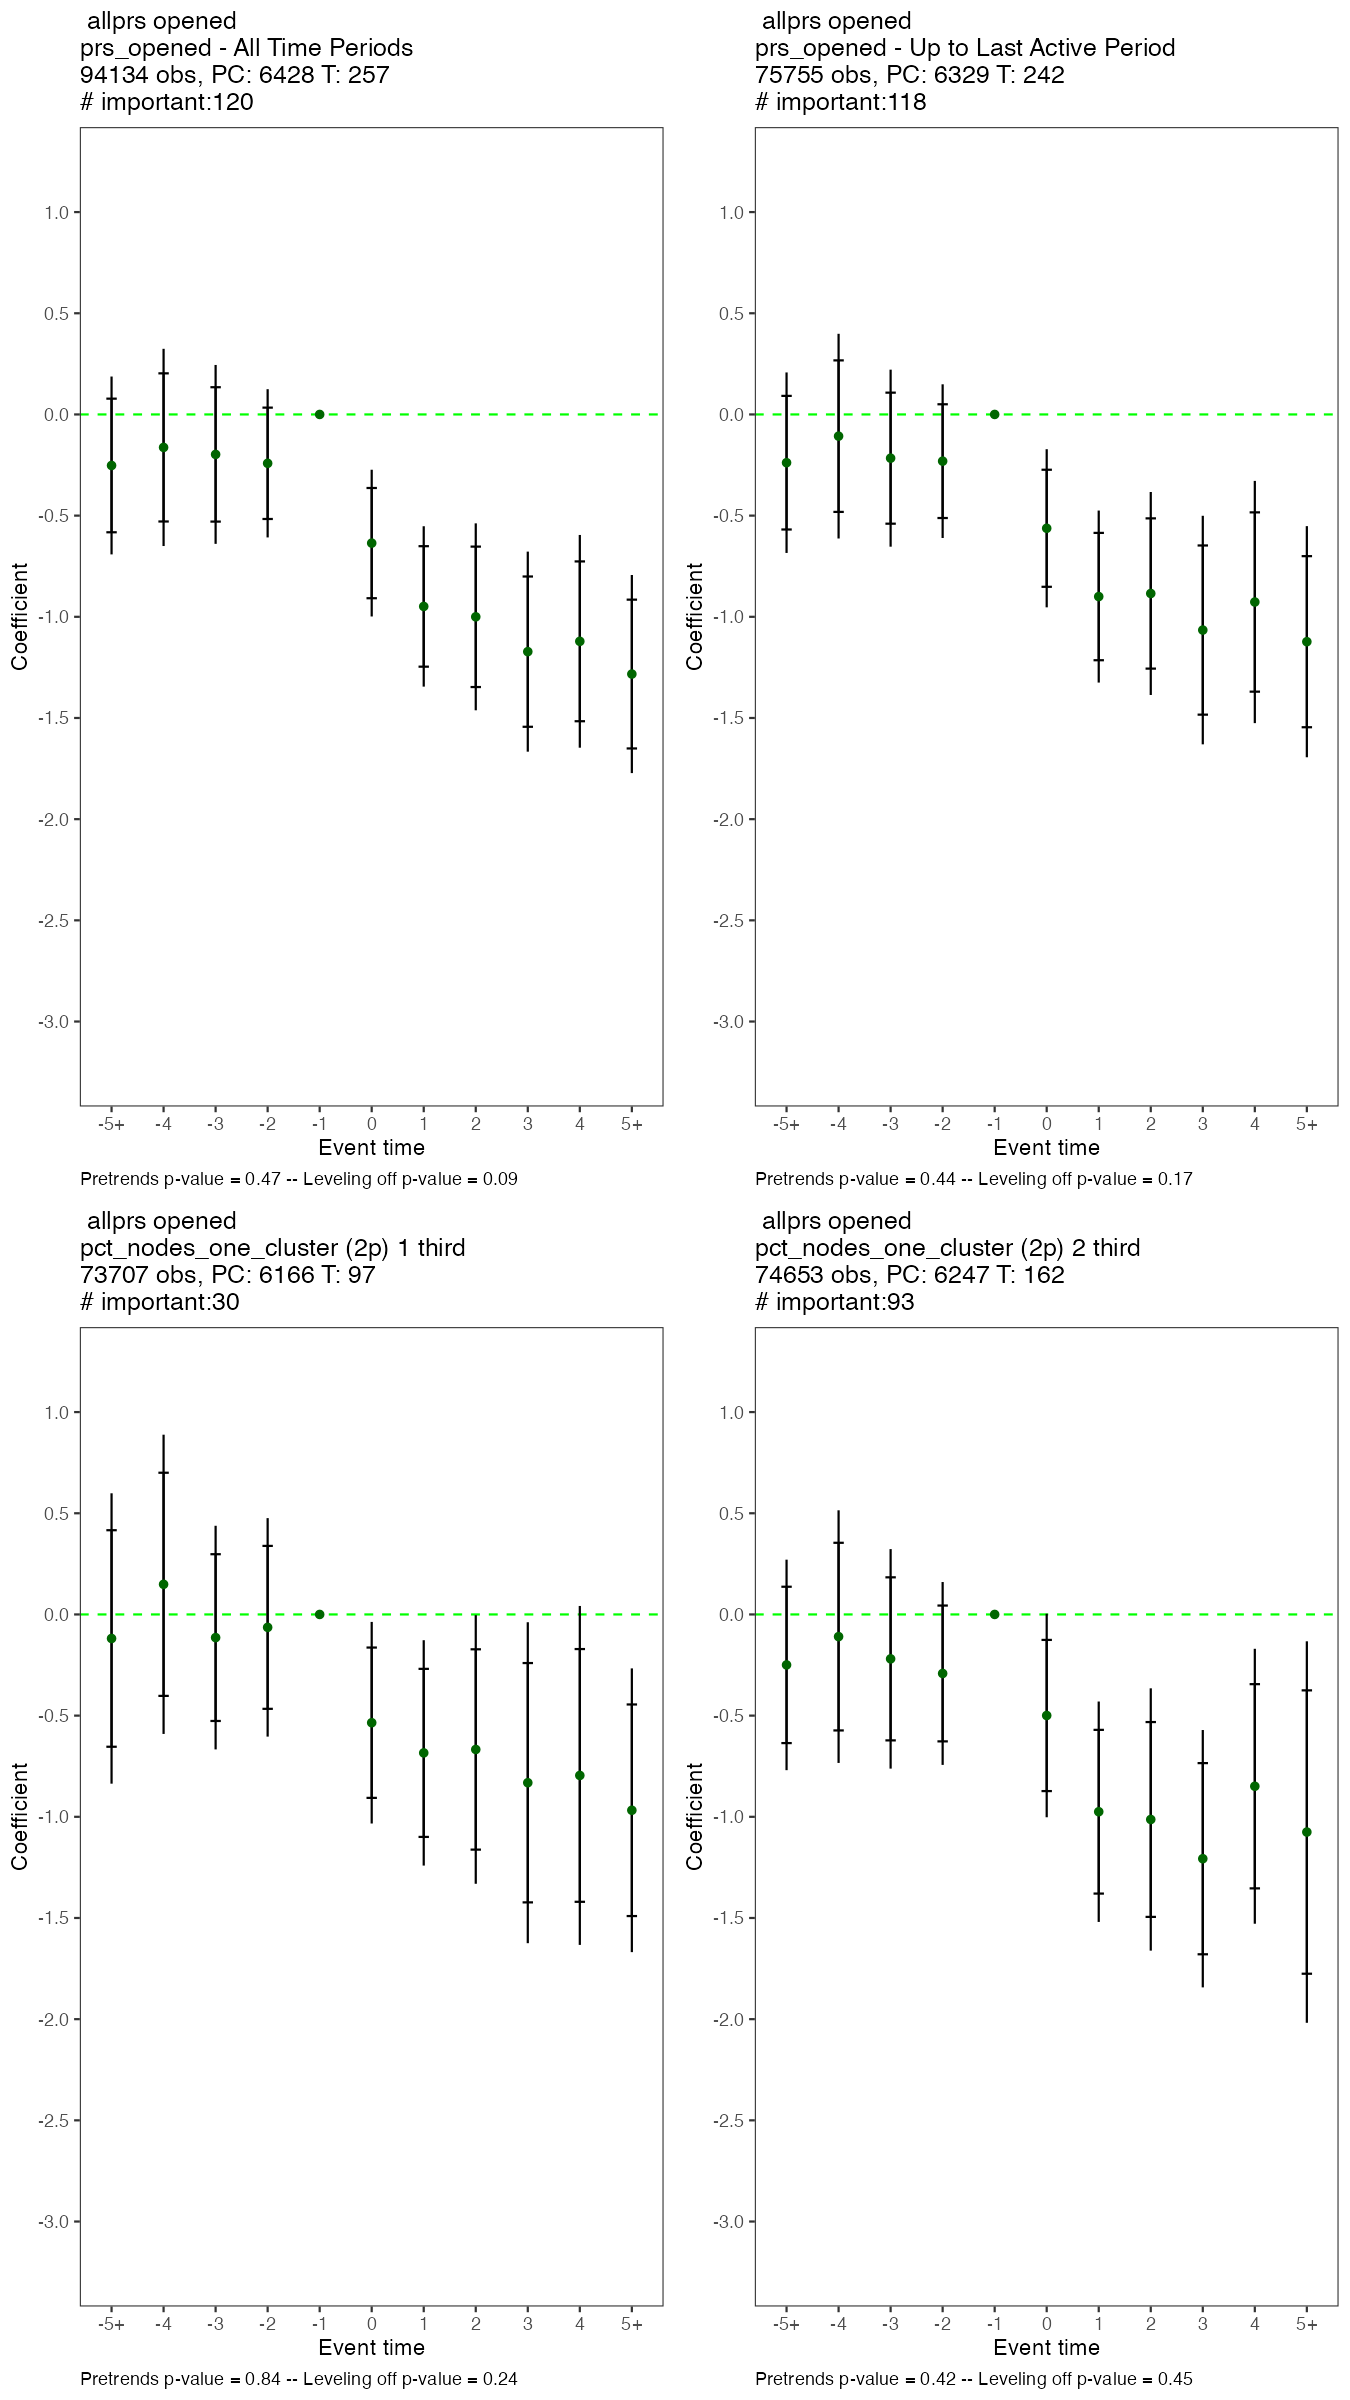 allprs opened
prs_opened - All Time Periods
94134 obs, PC: 6428 T: 257
# important:120
1.0
0.5
0.0
-0.5
-1.0
-1.5
-2.0
-2.5
-3.0
Coefficient
-5+ -4 -3 -2 -1 0 1 2 3 4 5+
Event time
Pretrends p-value = 0.47 -- Leveling off p-value = 0.09
allprs opened
prs_opened - Up to Last Active Period
75755 obs, PC: 6329 T: 242
# important:118
1.0
0.5
0.0
-0.5
-1.0
-1.5
-2.0
-2.5
-3.0
Coefficient
-5+ -4 -3 -2 -1 0 1 2 3 4 5+
Event time
Pretrends p-value = 0.44 -- Leveling off p-value = 0.17
allprs opened
pct_nodes_one_cluster (2p) 1 third
73707 obs, PC: 6166 T: 97
# important:30
1.0
0.5
0.0
-0.5
-1.0
-1.5
-2.0
-2.5
-3.0
Coefficient
-5+ -4 -3 -2 -1 0 1 2 3 4 5+
Event time
Pretrends p-value = 0.84 -- Leveling off p-value = 0.24
allprs opened
pct_nodes_one_cluster (2p) 2 third
74653 obs, PC: 6247 T: 162
# important:93
1.0
0.5
0.0
-0.5
-1.0
-1.5
-2.0
-2.5
-3.0
Coefficient
-5+ -4 -3 -2 -1 0 1 2 3 4 5+
Event time
Pretrends p-value = 0.42 -- Leveling off p-value = 0.45